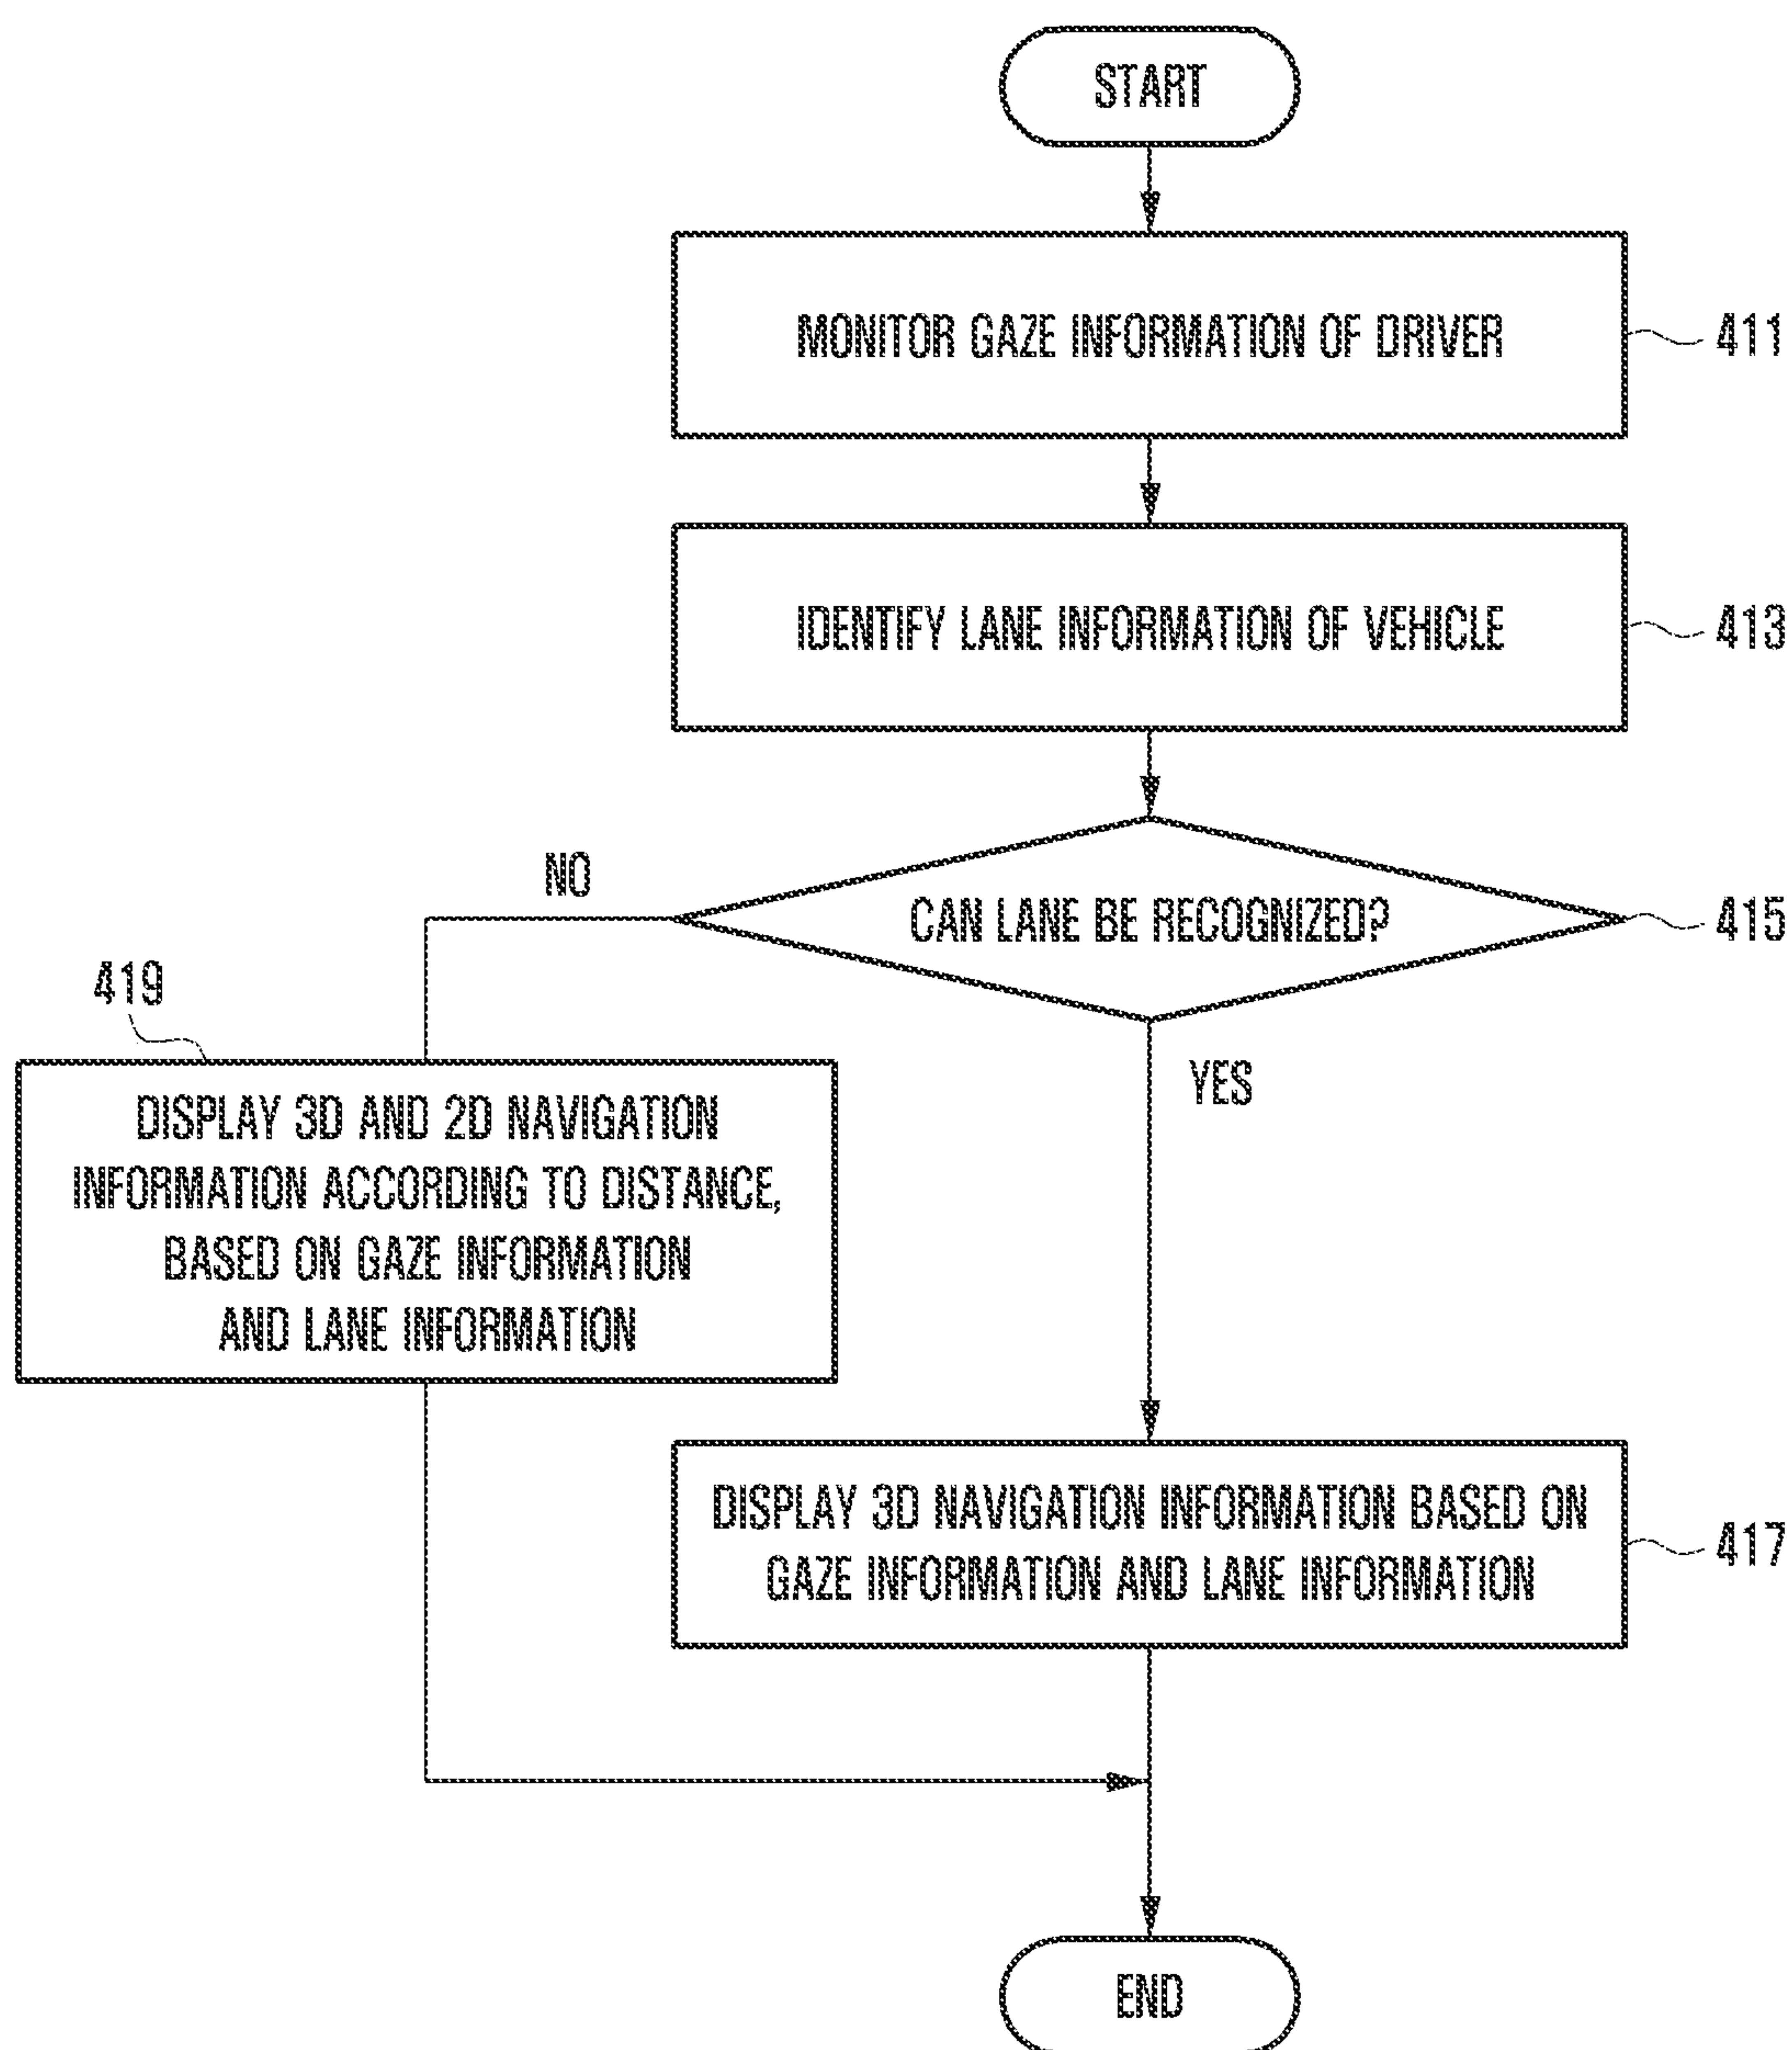 START
MONITOR GAZE INFORMATION OF DRIVER
411
IDENTIFY LANE INFORMATION OF VEHICLE
413
CAN LANE BE RECOGNIZED?
415
NO
YES
419
DISPLAY 3D AND 2D NAVIGATION
INFORMATION ACCORDING TO DISTANCE,
BASED ON GAZE INFORMATION
AND LANE INFORMATION
DISPLAY 3D NAVIGATION INFORMATION BASED ON
GAZE INFORMATION AND LANE INFORMATION
417
END